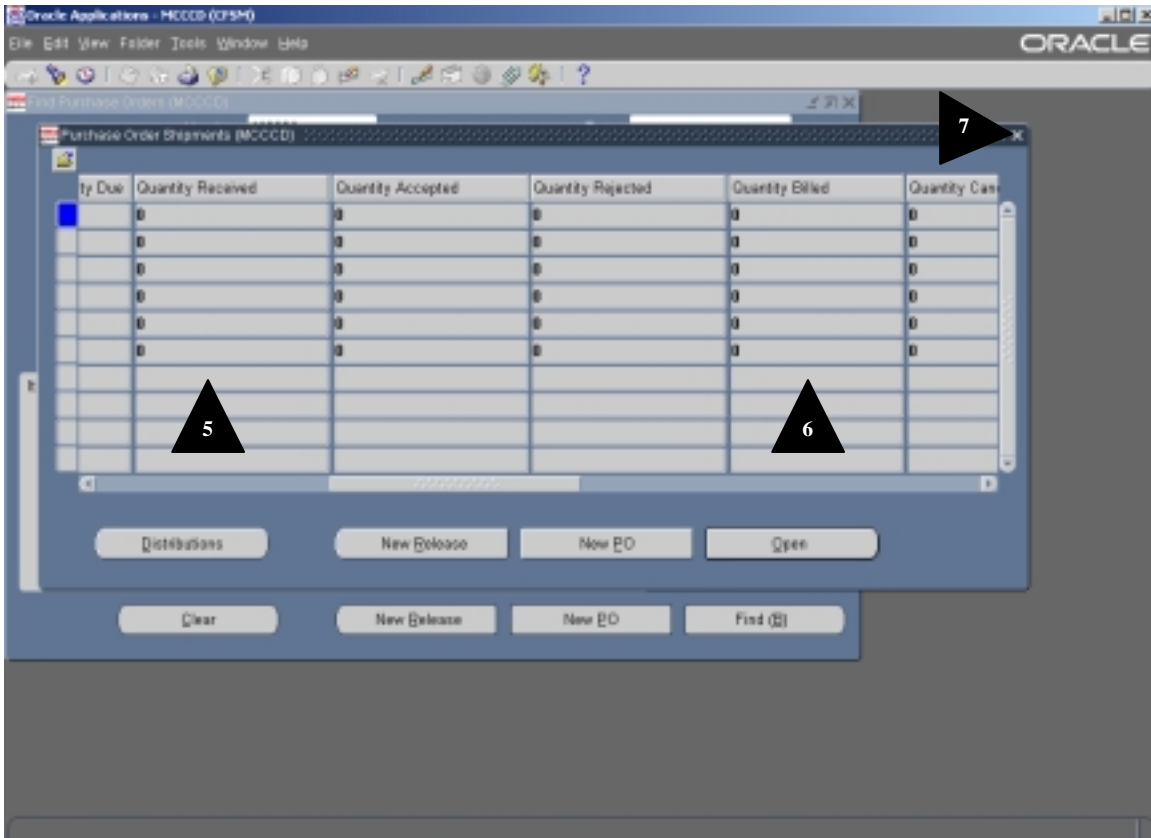 Oracle Applications - MCCCD (CFSM)
File Edit View Folder Tools Window Help
ORACLE
Find Purchase Orders (MCCCD)
7
Purchase Order Shipments (MCCCD)
ty Due Quantity Received Quantity Accepted Quantity Rejected Quantity Billed Quantity Can
0 0 0 0 0
0 0 0 0 0
0 0 0 0 0
0 0 0 0 0
0 0 0 0 0
0 0 0 0 0
5 6
Distributions New Release New PO Open
Clear New Release New PO Find (B)